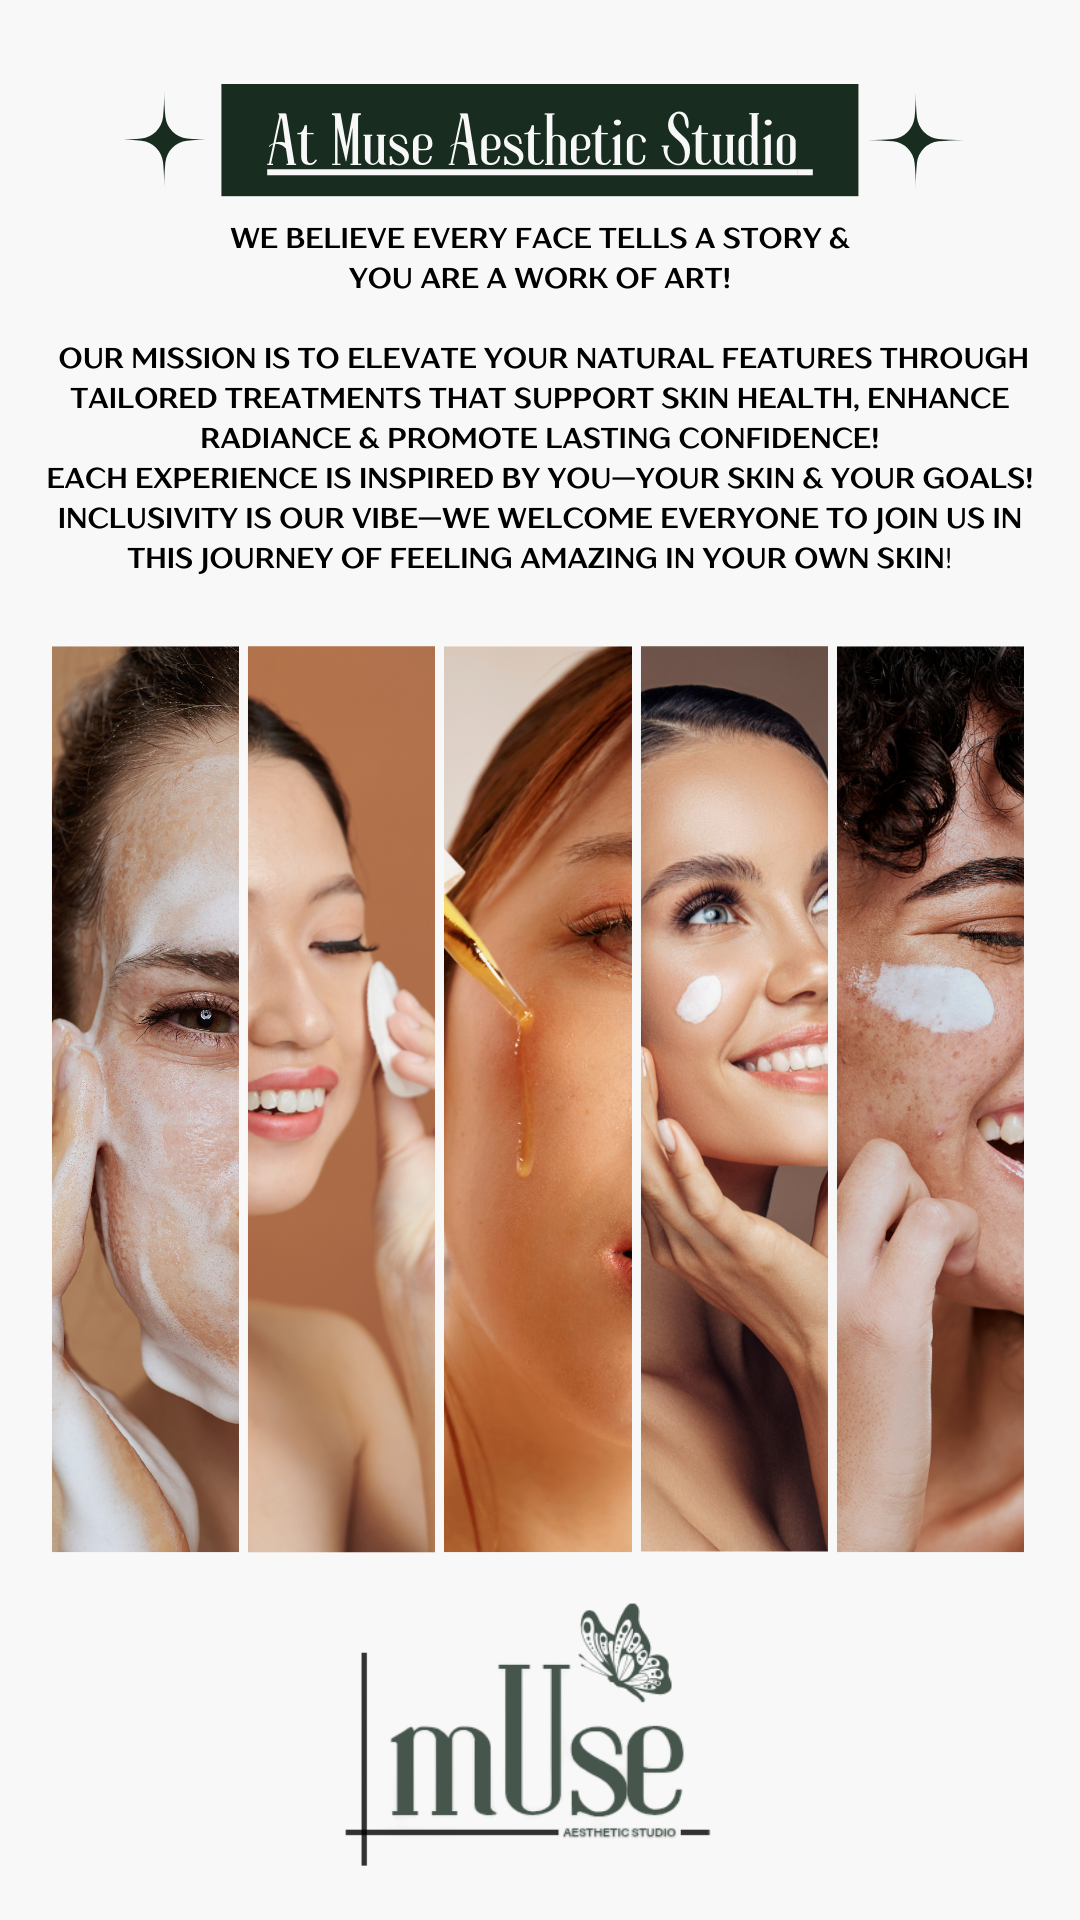 At Muse Aesthetic Studio
WE BELIEVE EVERY FACE TELLS A STORY &
YOU ARE A WORK OF ART!
OUR MISSION IS TO ELEVATE YOUR NATURAL FEATURES THROUGH
TAILORED TREATMENTS THAT SUPPORT SKIN HEALTH, ENHANCE
RADIANCE & PROMOTE LASTING CONFIDENCE!
EACH EXPERIENCE IS INSPIRED BY YOU—YOUR SKIN & YOUR GOALS!
INCLUSIVITY IS OUR VIBE—WE WELCOME EVERYONE TO JOIN US IN
THIS JOURNEY OF FEELING AMAZING IN YOUR OWN SKIN!
mUse
AESTHETIC STUDIO